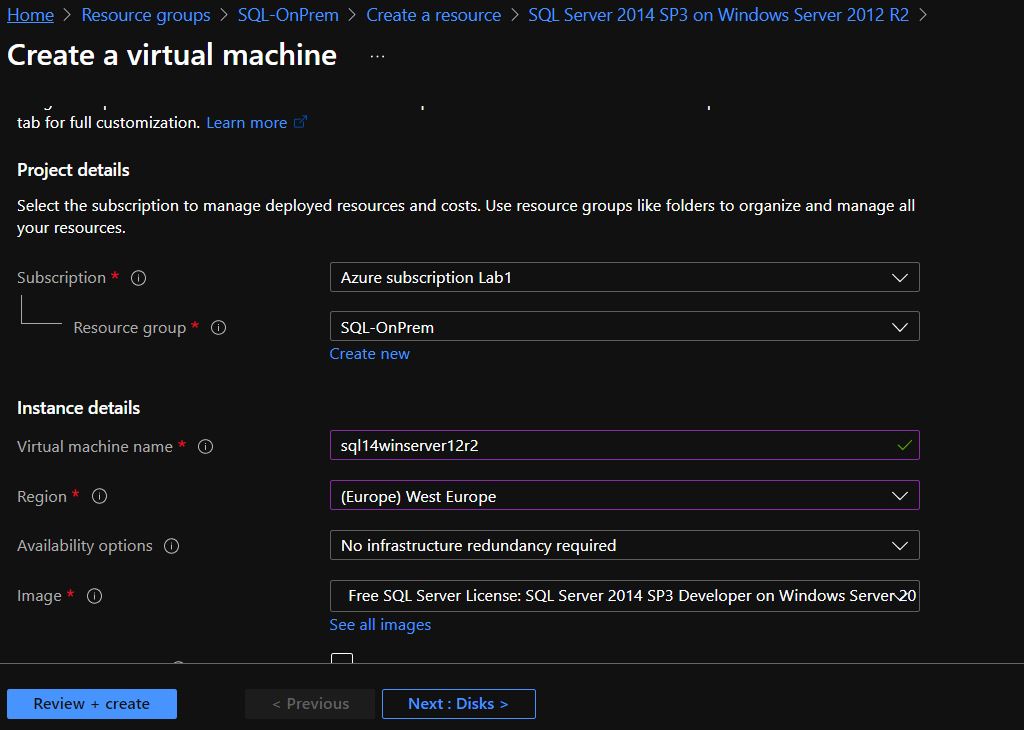 Home > Resource groups > SQL-OnPrem > Create a resource > SQL Server 2014 SP3 on Windows Server 2012 R2 >
Create a virtual machine ...
tab for full customization. Learn more
Project details
Select the subscription to manage deployed resources and costs. Use resource groups like folders to organize and manage all
your resources.
Subscription *
Azure subscription Lab1
Resource group *
SQL-OnPrem
Create new
Instance details
Virtual machine name *
sql14winserver12r2
Region *
(Europe) West Europe
Availability options
No infrastructure redundancy required
Image *
Free SQL Server License: SQL Server 2014 SP3 Developer on Windows Server 20
See all images
Review + create
< Previous
Next : Disks >